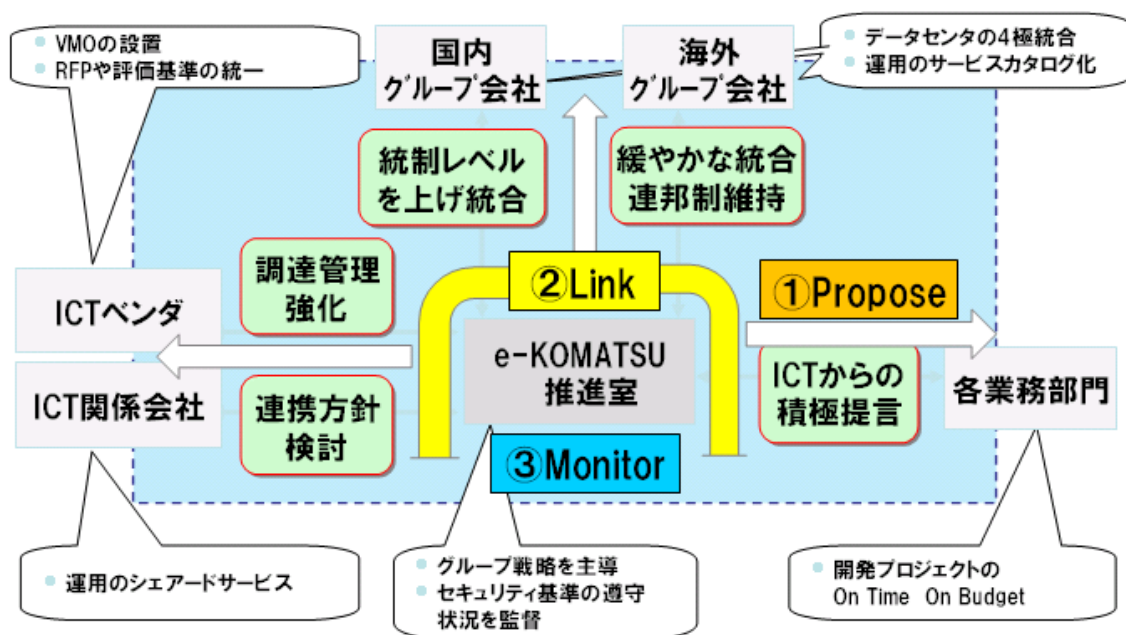 VMOの設置
RFPや評価基準の統一
国内
グループ会社
海外
グループ会社
データセンタの4極統合
運用のサービスカタログ化
統制レベル
を上げ統合
緩やかな統合
連邦制維持
調達管理
強化
②Link
①Propose
ICTベンダ
e-KOMATSU
推進室
ICT関係会社
連携方針
検討
ICTからの
積極提言
各業務部門
③Monitor
運用のシェアードサービス
グループ戦略を主導
セキュリティ基準の遵守
状況を監督
開発プロジェクトの
On Time On Budget